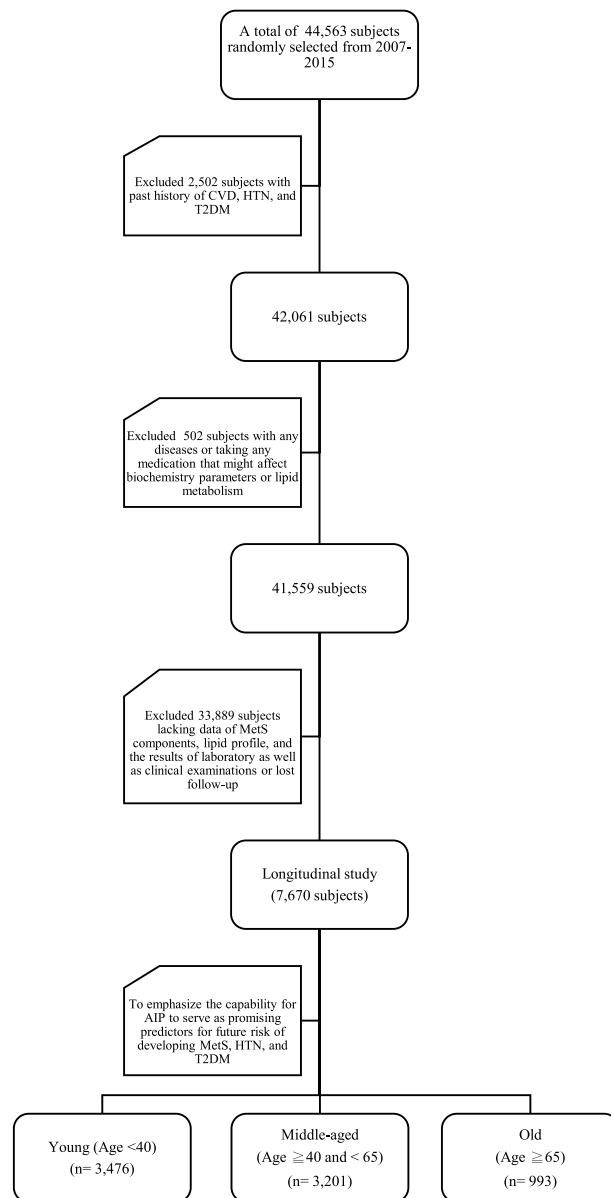 A total of 44,563 subjects
randomly selected from 2007-
2015
Excluded 2,502 subjects with
past history of CVD, HTN, and
T2DM
42,061 subjects
Excluded 502 subjects with any
diseases or taking any
medication that might affect
biochemistry parameters or lipid
metabolism
41,559 subjects
Excluded 33,889 subjects
lacking data of MetS
components, lipid profile, and
the results of laboratory as well
as clinical examinations or lost
follow-up
Longitudinal study
(7,670 subjects)
To emphasize the capability for
AIP to serve as promising
predictors for future risk of
developing MetS, HTN, and
T2DM
Young (Age <40)
(n= 3,476)
Middle-aged
(Age ≧40 and < 65)
(n= 3,201)
Old
(Age ≧65)
(n= 993)